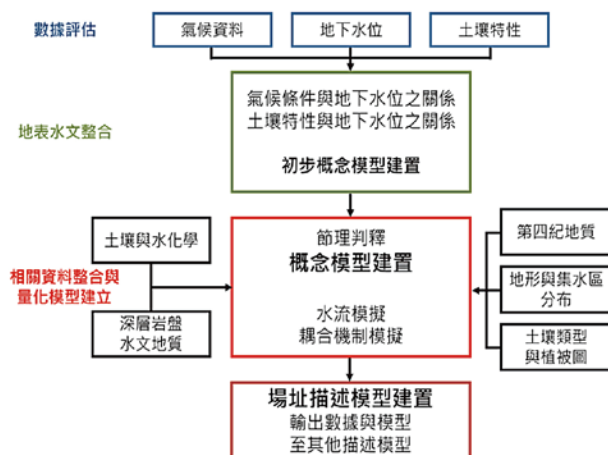 數據評估
氣候資料
地下水位
土壤特性
地表水文整合
氣候條件與地下水位之關係
土壤特性與地下水位之關係
初步概念模型建置
相關資料整合與
量化模型建立
土壤與水化學
深層岩盤
水文地質
節理判釋
概念模型建置
水流模擬
耦合機制模擬
第四紀地質
地形與集水區
分布
土壤類型
與植被圖
場址描述模型建置
輸出數據與模型
至其他描述模型